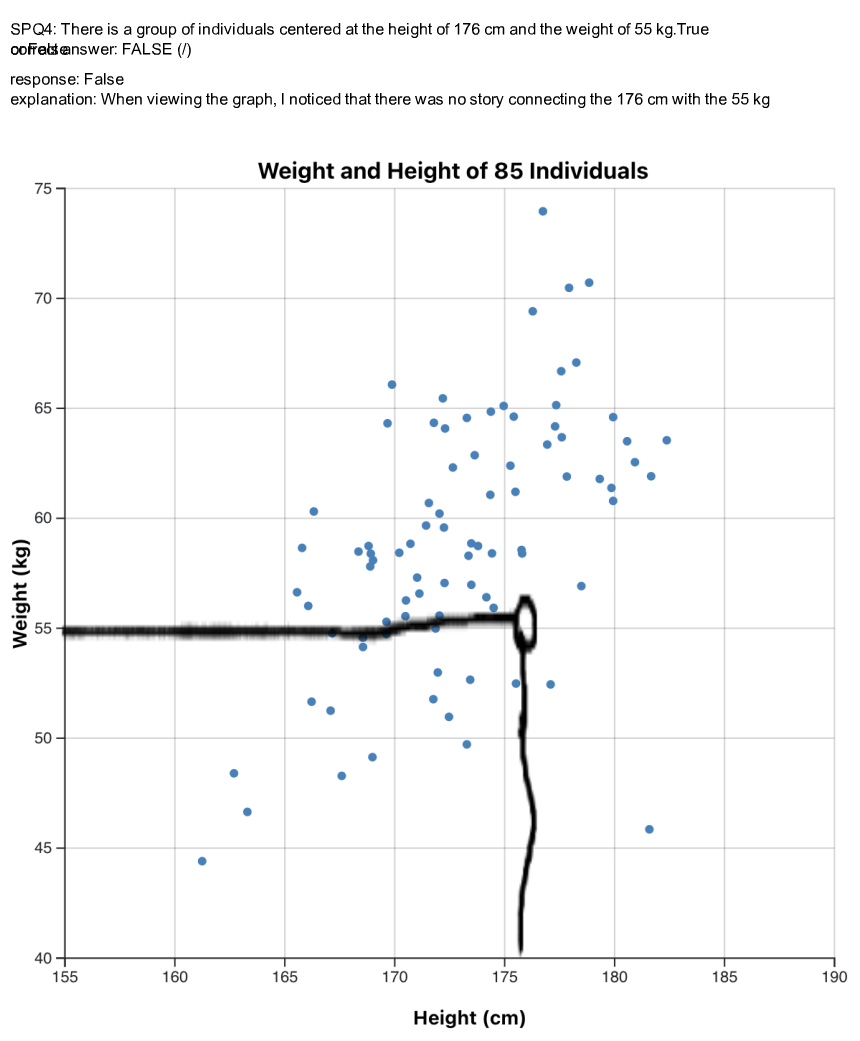 SPQ4: There is a group of individuals centered at the height of 176 cm and the weight of 55 kg.True
or False
correct answer: FALSE (/)
response: False
explanation: When viewing the graph, I noticed that there was no story connecting the 176 cm with the 55 kg
Weight and Height of 85 Individuals
75
70
65
60
55
50
45
40
Weight (kg)
155 160 165 170 175 180 185 190
Height (cm)